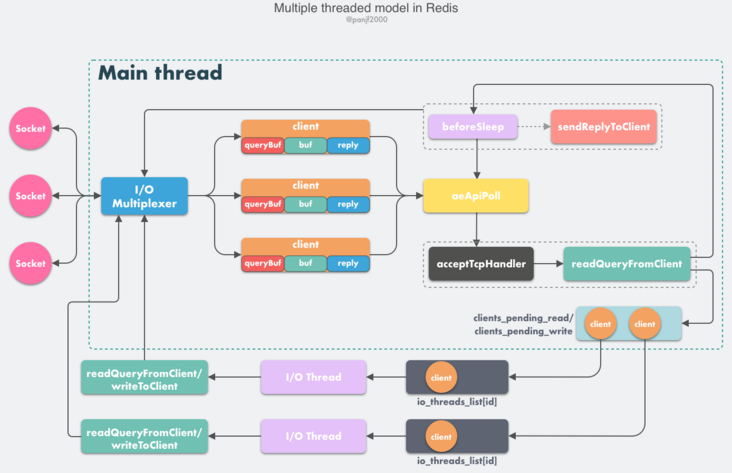 Multiple threaded model in Redis
@panjf2000
Main thread
Socket
Socket
Socket
I/O
Multiplexer
client
queryBuf buf reply
client
queryBuf buf reply
client
queryBuf buf reply
beforeSleep
sendReplyToClient
aeApiPoll
acceptTcpHandler
readQueryFromClient
clients_pending_read/
clients_pending_write
client
client
readQueryFromClient/
writeToClient
I/O Thread
client
io_threads_list[id]
readQueryFromClient/
writeToClient
I/O Thread
client
io_threads_list[id]